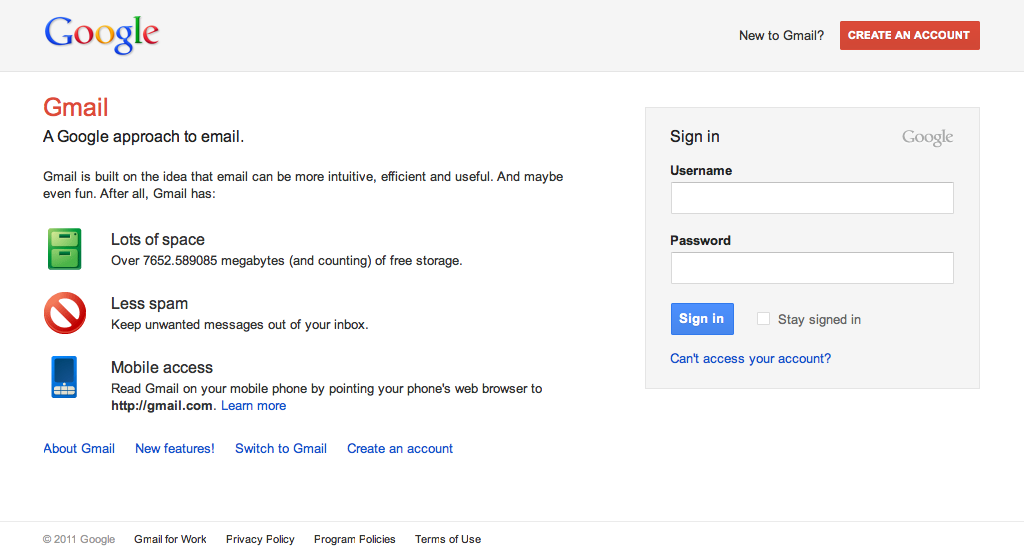 Google
New to Gmail?
CREATE AN ACCOUNT
Gmail
A Google approach to email.
Gmail is built on the idea that email can be more intuitive, efficient and useful. And maybe
even fun. After all, Gmail has:
Lots of space
Over 7652.589085 megabytes (and counting) of free storage.
Less spam
Keep unwanted messages out of your inbox.
Mobile access
Read Gmail on your mobile phone by pointing your phone's web browser to
http://gmail.com. Learn more
About Gmail New features! Switch to Gmail Create an account
Sign in Google
Username
Password
Sign in Stay signed in
Can't access your account?
© 2011 Google Gmail for Work Privacy Policy Program Policies Terms of Use